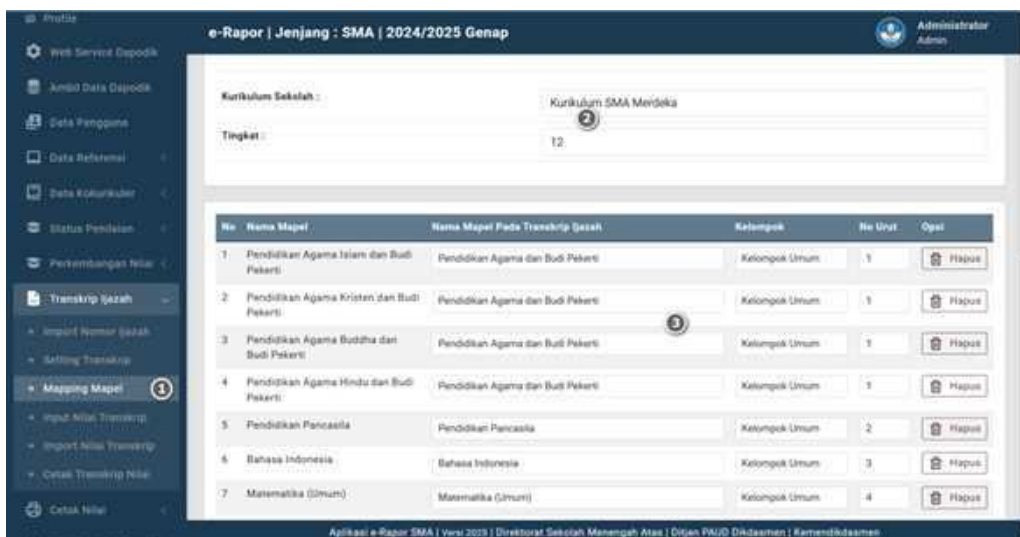 Profile
e-Rapor | Jenjang : SMA | 2024/2025 Genap
Administrator
Admin
Web Service Dapodik
Ambil Data Dapodik
Data Pengguna
Data Referensi
Data Kokurikuler
Status Penilaian
Perkembangan Nilai
Transkrip Ijazah
Import Nomor Ijazah
Setting Transkrip
Mapping Mapel 1
Input Nilai Transkrip
Import Nilai Transkrip
Cetak Transkrip Nilai
Cetak Nilai
Kurikulum Sekolah : Kurikulum SMA Merdeka
2
Tingkat : 12
No Nama Mapel Nama Mapel Pada Transkrip Ijazah Kelompok No Urut Opsi
1 Pendidikan Agama Islam dan Budi Pekerti Pendidikan Agama dan Budi Pekerti Kelompok Umum 1 Hapus
2 Pendidikan Agama Kristen dan Budi Pekerti Pendidikan Agama dan Budi Pekerti Kelompok Umum 1 Hapus
3
3 Pendidikan Agama Buddha dan Budi Pekerti Pendidikan Agama dan Budi Pekerti Kelompok Umum 1 Hapus
4 Pendidikan Agama Hindu dan Budi Pekerti Pendidikan Agama dan Budi Pekerti Kelompok Umum 1 Hapus
5 Pendidikan Pancasila Pendidikan Pancasila Kelompok Umum 2 Hapus
6 Bahasa Indonesia Bahasa Indonesia Kelompok Umum 3 Hapus
7 Matematika (Umum) Matematika (Umum) Kelompok Umum 4 Hapus
Aplikasi e-Rapor SMA | Versi 2025 | Direktorat Sekolah Menengah Atas | Ditjen PAUD Dikdasmen | Kemendikdasmen